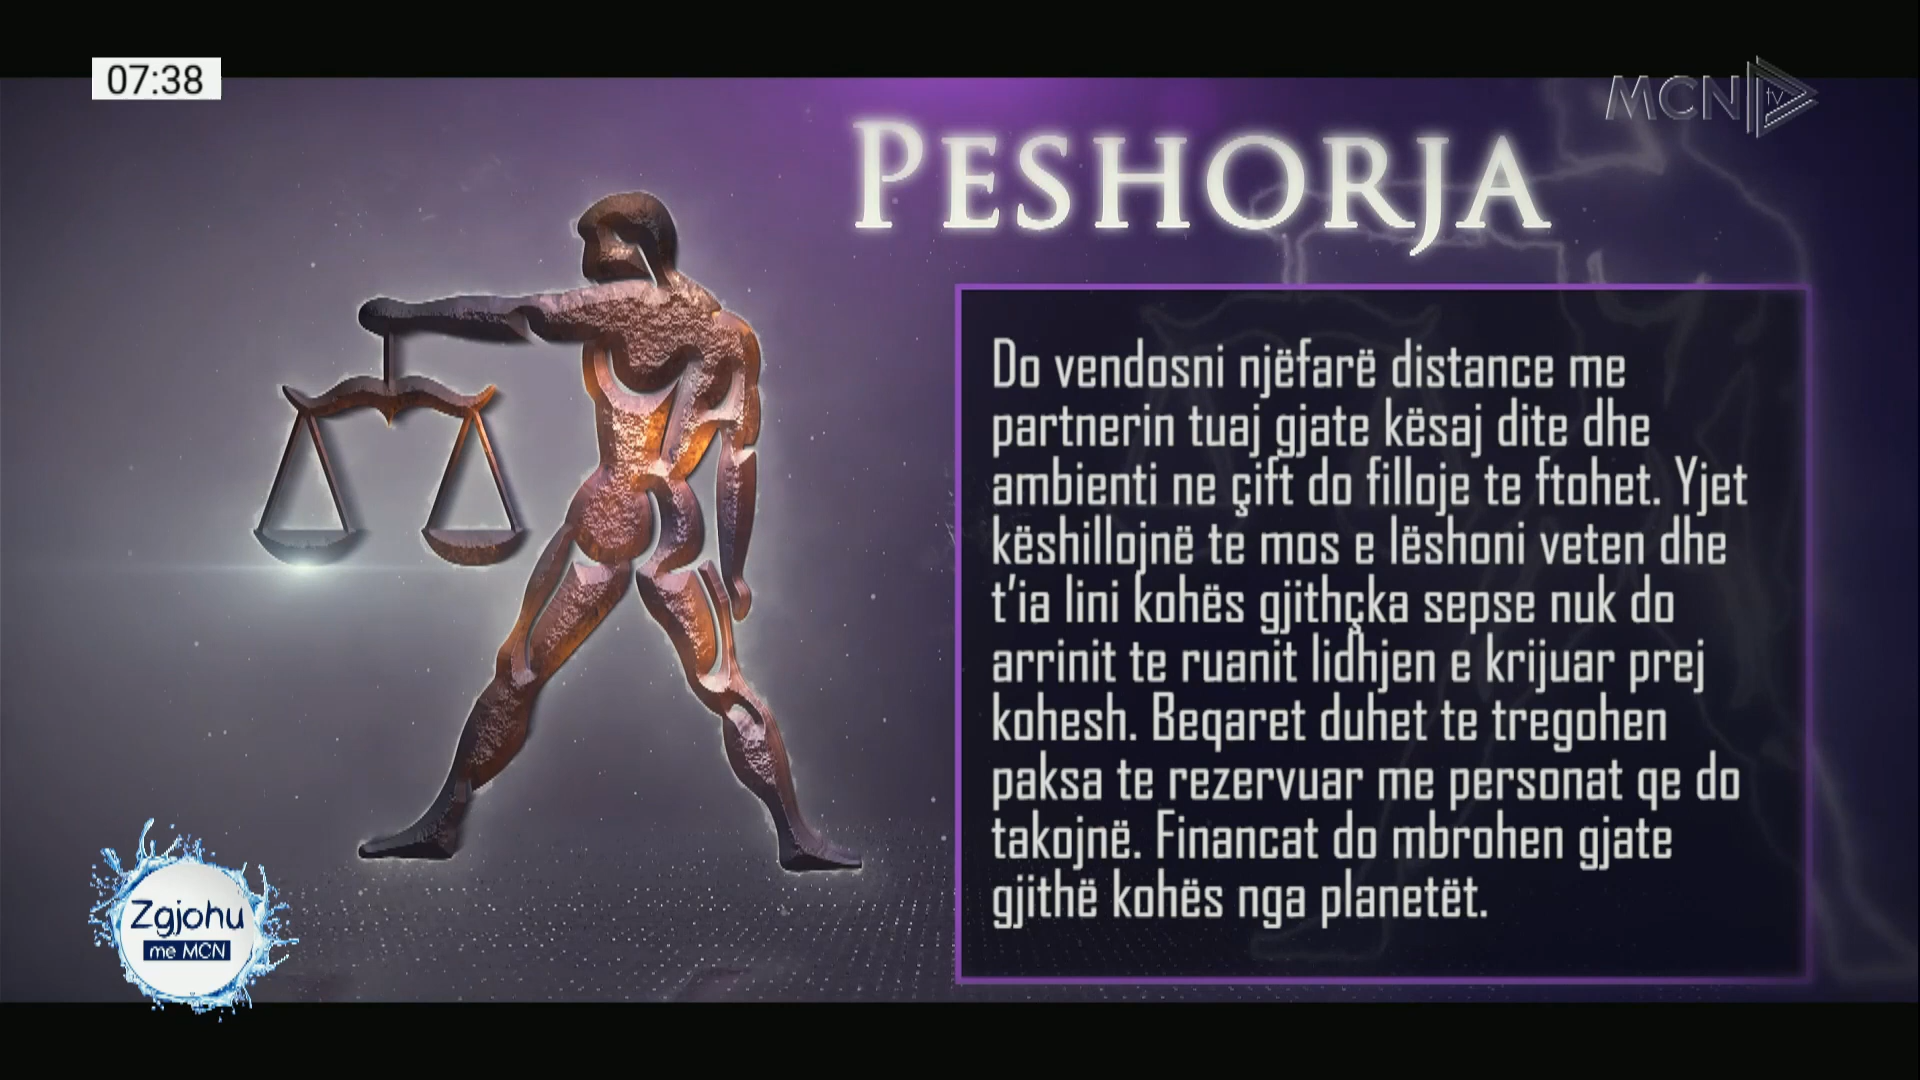 07:38
MCN tv
PESHORJA
Do vendosni njëfarë distance me
partnerin tuaj gjate kësaj dite dhe
ambienti ne çift do filloje te ftohet. Yjet
këshillojnë te mos e lëshoni veten dhe
t'ia lini kohës gjithçka sepse nuk do
arrinit te ruanit lidhjen e krijuar prej
kohesh. Beqaret duhet te tregohen
paksa te rezervuar me personat qe do
takojnë. Financat do mbrohen gjate
gjithë kohës nga planetët.
Zgjohu
me MCN